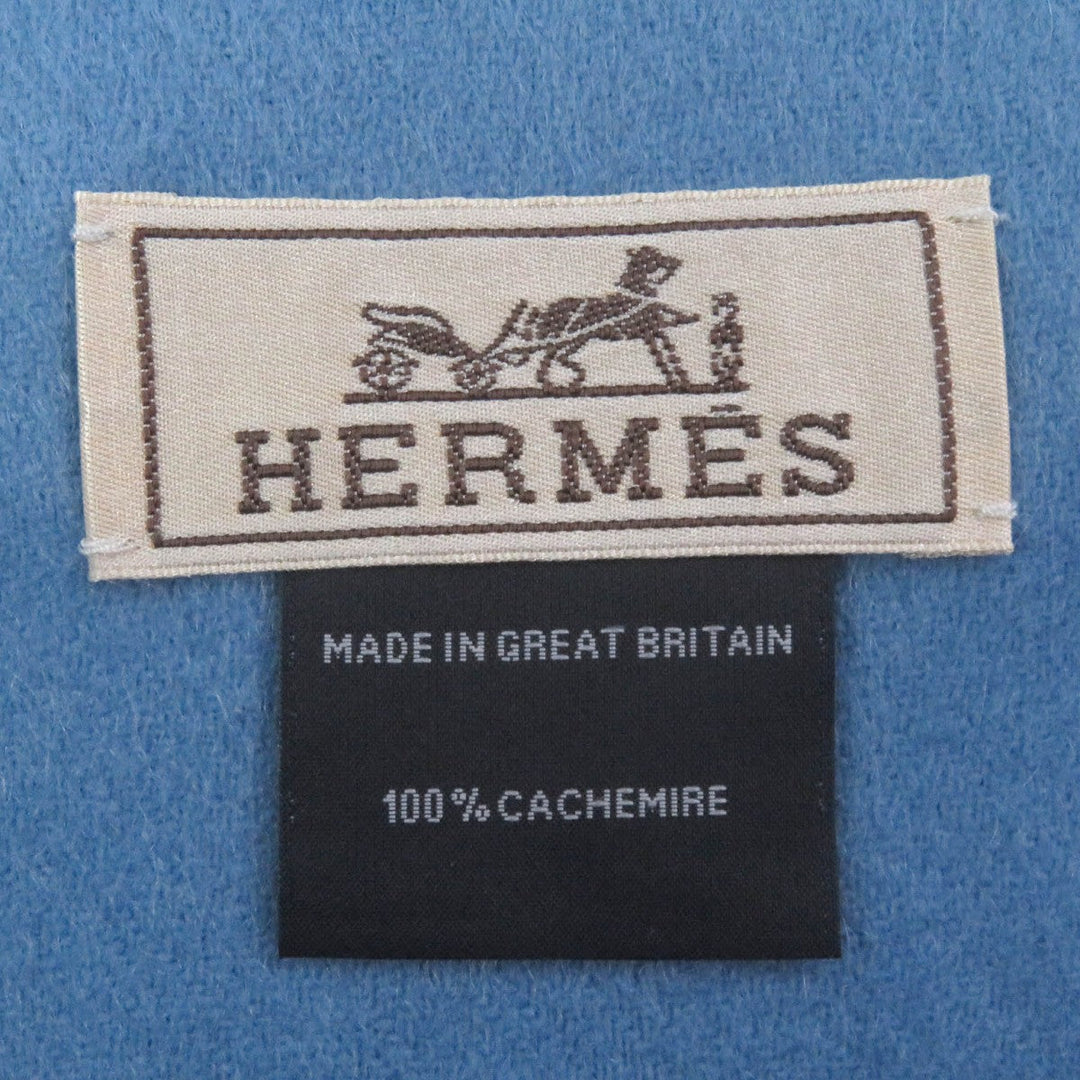 HERMÈS
MADE IN GREAT BRITAIN
100% CACHEMIRE